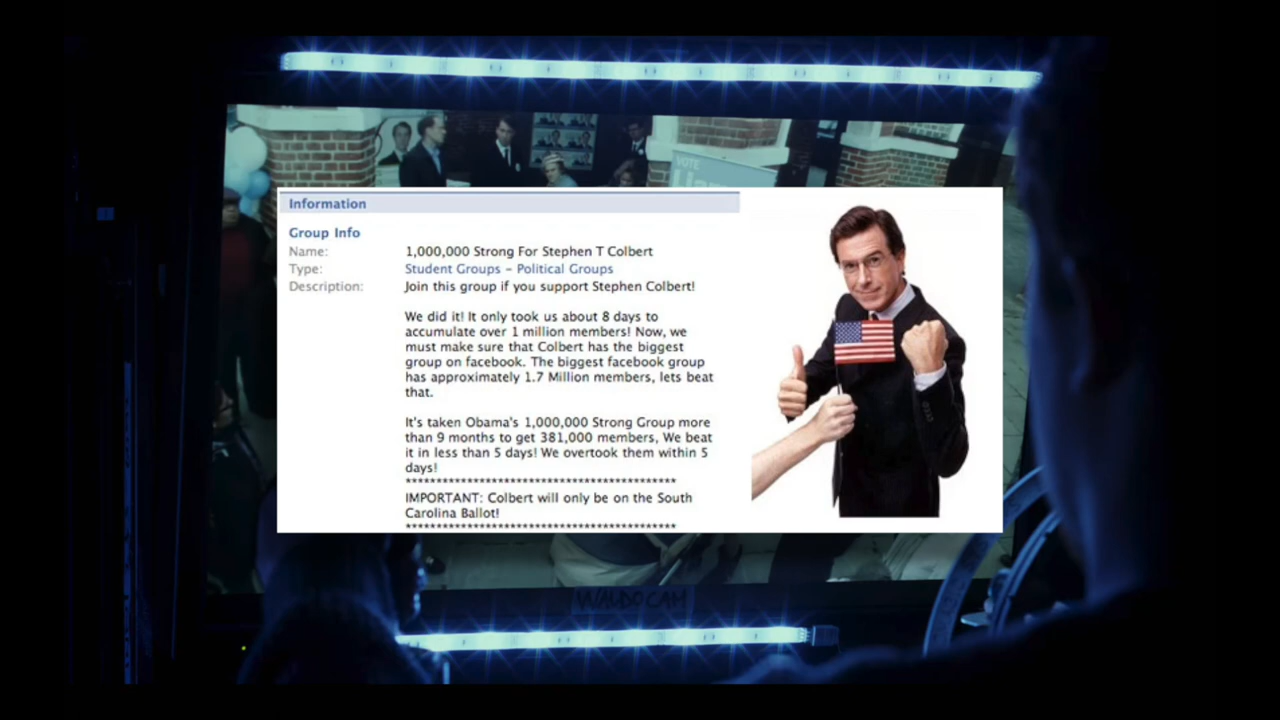 VOTE
Information
Group Info
Name: 1,000,000 Strong For Stephen T Colbert
Type: Student Groups – Political Groups
Description: Join this group if you support Stephen Colbert!
We did it! It only took us about 8 days to
accumulate over 1 million members! Now, we
must make sure that Colbert has the biggest
group on facebook. The biggest facebook group
has approximately 1.7 Million members, lets beat
that.
It's taken Obama's 1,000,000 Strong Group more
than 9 months to get 381,000 members, We beat
it in less than 5 days! We overtook them within 5
days!
*********************************************
IMPORTANT: Colbert will only be on the South
Carolina Ballot!
*********************************************
WALDO CAM